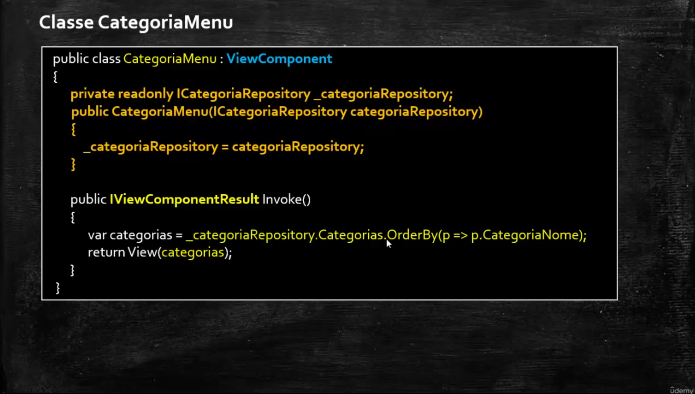 Classe CategoriaMenu
public class CategoriaMenu : ViewComponent
{
private readonly ICategoriaRepository _categoriaRepository;
public CategoriaMenu(ICategoriaRepository categoriaRepository)
{
_categoriaRepository = categoriaRepository;
}
public IViewComponentResult Invoke()
{
var categorias = _categoriaRepository.Categorias.OrderBy(p => p.CategoriaNome);
return View(categorias);
}
}
ûdemy